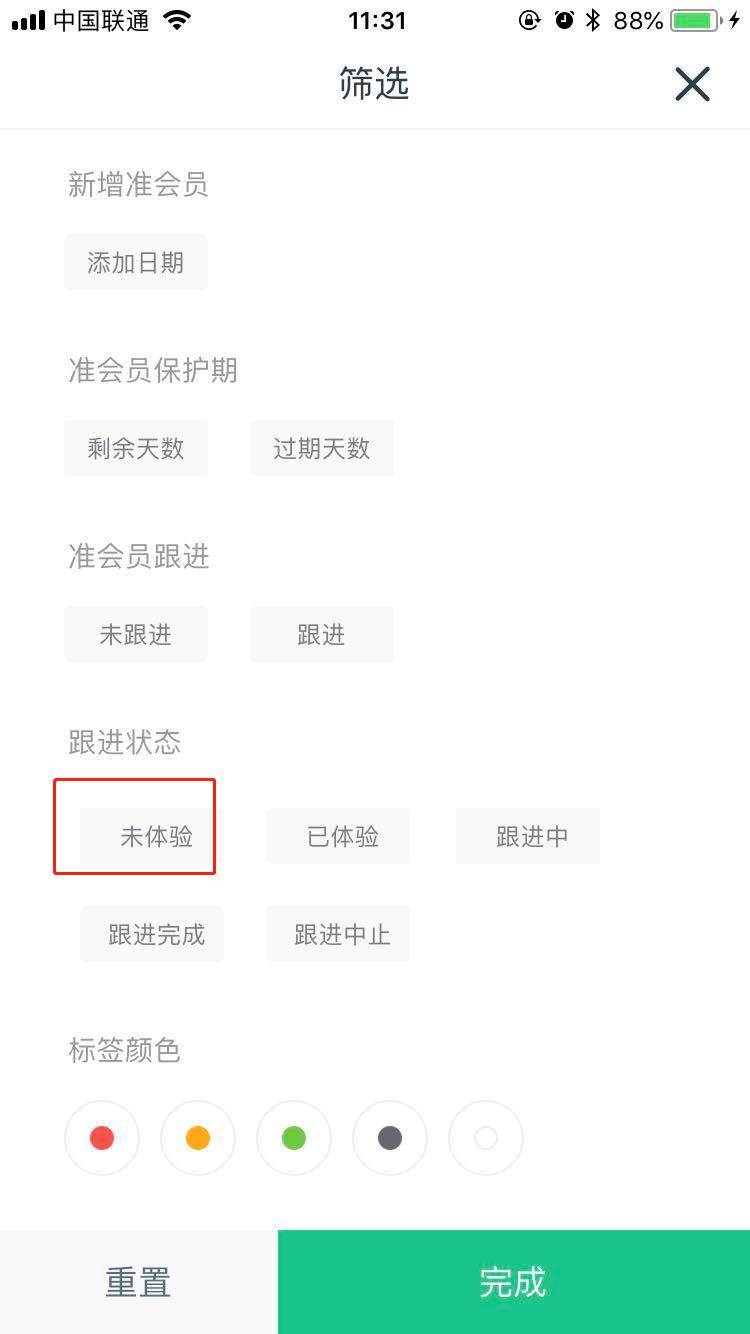 中国联通 11:31 88%
筛选
新增准会员
添加日期
准会员保护期
剩余天数 过期天数
准会员跟进
未跟进 跟进
跟进状态
未体验 已体验 跟进中
跟进完成 跟进中止
标签颜色
重置 完成